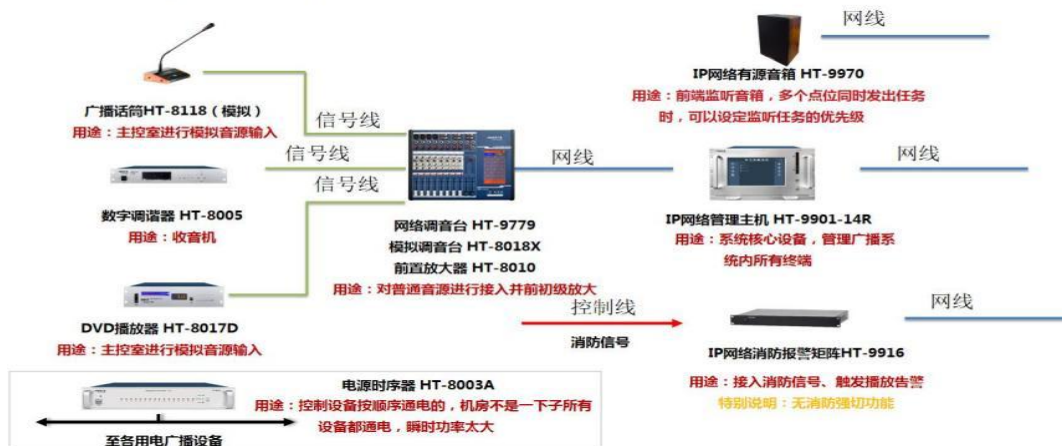 网线
IP网络有源音箱 HT-9970
用途：前端监听音箱，多个点位同时发出任务
时，可以设定监听任务的优先级
广播话筒HT-8118（模拟）
用途：主控室进行模拟音源输入
信号线
信号线
信号线
网线
网线
数字调谐器 HT-8005
用途：收音机
网络调音台 HT-9779
模拟调音台 HT-8018X
前置放大器 HT-8010
用途：对普通音源进行接入并前初级放大
IP网络管理主机 HT-9901-14R
用途：系统核心设备，管理广播系
统内所有终端
DVD播放器 HT-8017D
用途：主控室进行模拟音源输入
控制线
消防信号
网线
IP网络消防报警矩阵HT-9916
用途：接入消防信号、触发播放告警
特别说明：无消防强切功能
电源时序器 HT-8003A
用途：控制设备按顺序通电的，机房不是一下子所有
设备都通电，瞬时功率太大
至各用电广播设备